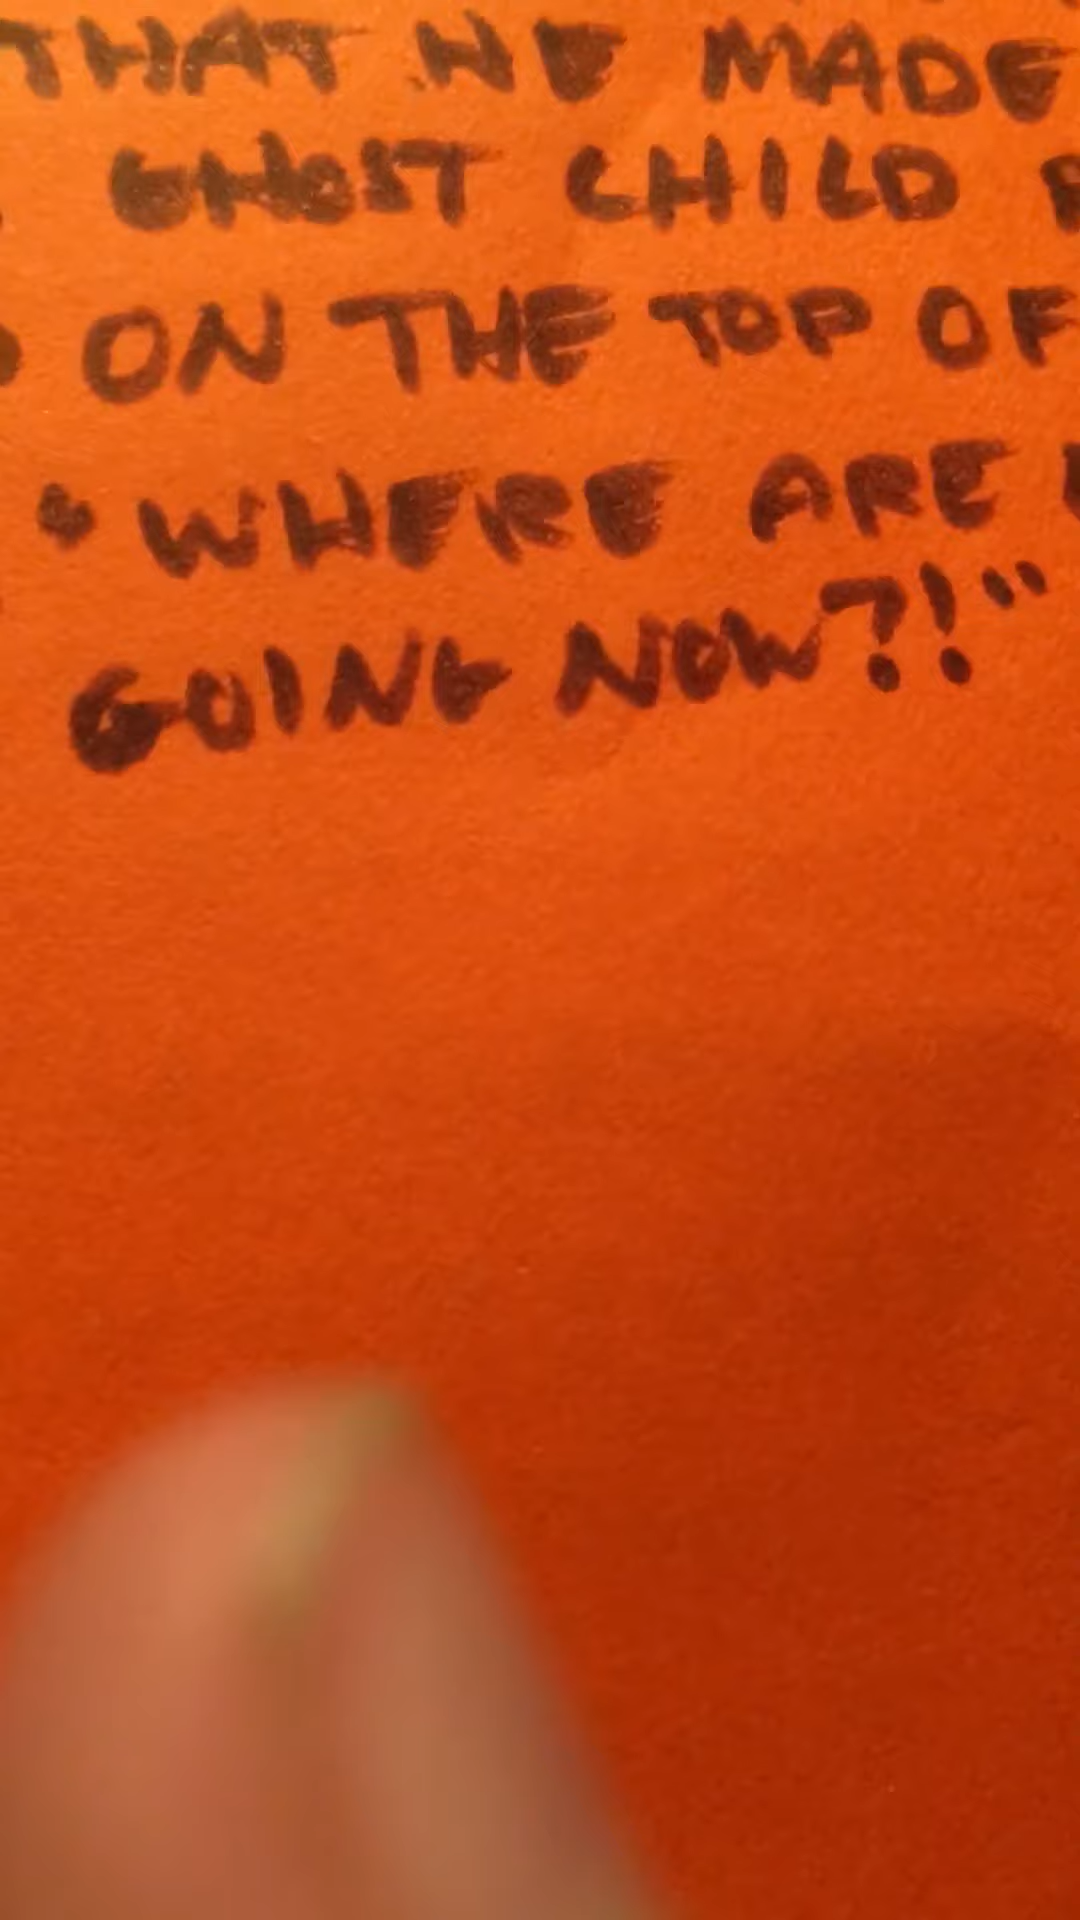 THAT HE MADE
GHOST CHILD
ON THE TOP OF
"WHERE ARE
GOING NOW?!"